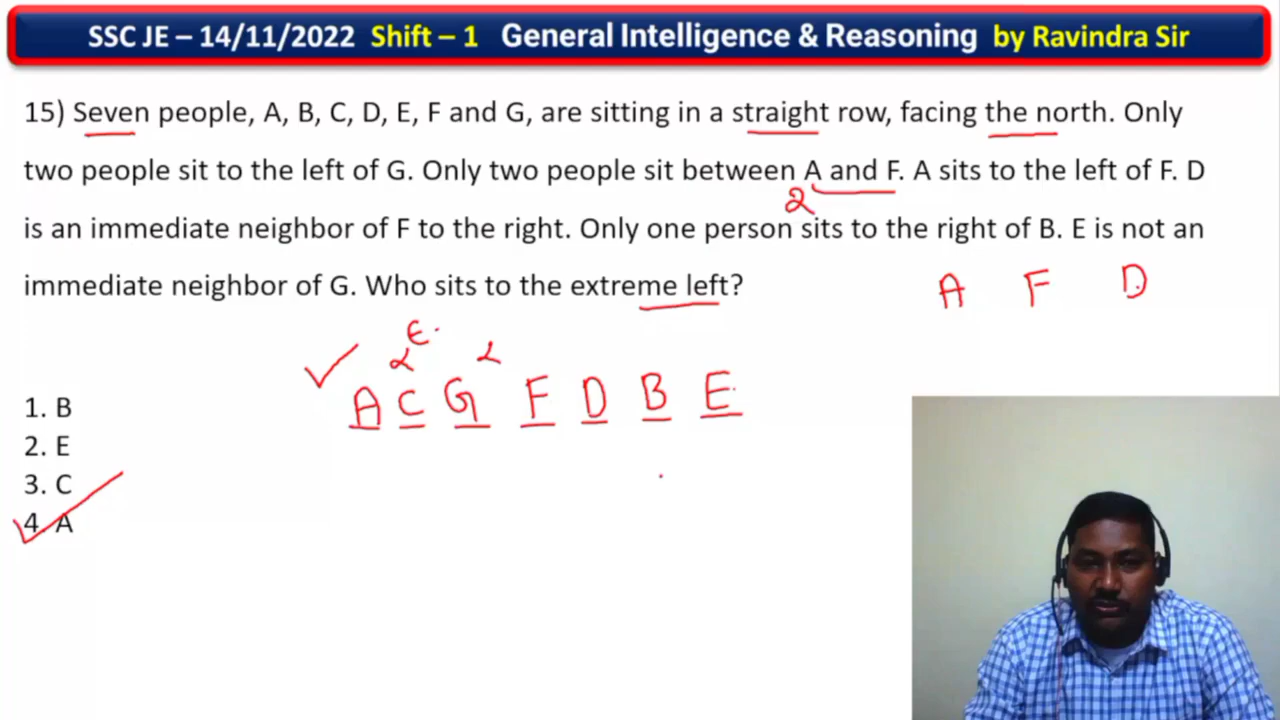 SSC JE – 14/11/2022 Shift – 1 General Intelligence & Reasoning by Ravindra Sir
15) Seven people, A, B, C, D, E, F and G, are sitting in a straight row, facing the north. Only
two people sit to the left of G. Only two people sit between A and F. A sits to the left of F. D
2
is an immediate neighbor of F to the right. Only one person sits to the right of B. E is not an
immediate neighbor of G. Who sits to the extreme left?
A F D
E
A C G F D B E
1. B
2. E
3. C
4. A